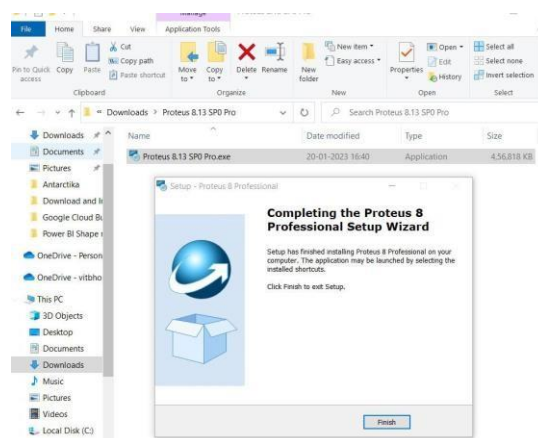 Manage
File Home Share View Application Tools
Pin to Quick access
Copy
Paste
Cut
Copy path
Paste shortcut
Clipboard
Move to
Copy to
Delete
Rename
Organize
New folder
New item
Easy access
New
Properties
Open
Edit
History
Open
Select all
Select none
Invert selection
Select
Downloads > Proteus 8.13 SP0 Pro
Search Proteus 8.13 SP0 Pro
Name Date modified Type Size
Proteus 8.13 SP0 Pro.exe 20-01-2023 16:40 Application 4,56,818 KB
Downloads
Documents
Pictures
Antarctika
Download and
Google Cloud Bu
Power BI Shape
OneDrive - Person
OneDrive - vitbho
This PC
3D Objects
Desktop
Documents
Downloads
Music
Pictures
Videos
Local Disk (C:)
Setup - Proteus 8 Professional
Completing the Proteus 8
Professional Setup
Wizard
Setup has finished installing Proteus 8 Professional on your
computer. The application may be launched by selecting the
installed shortcuts.
Click Finish to exit Setup.
Finish